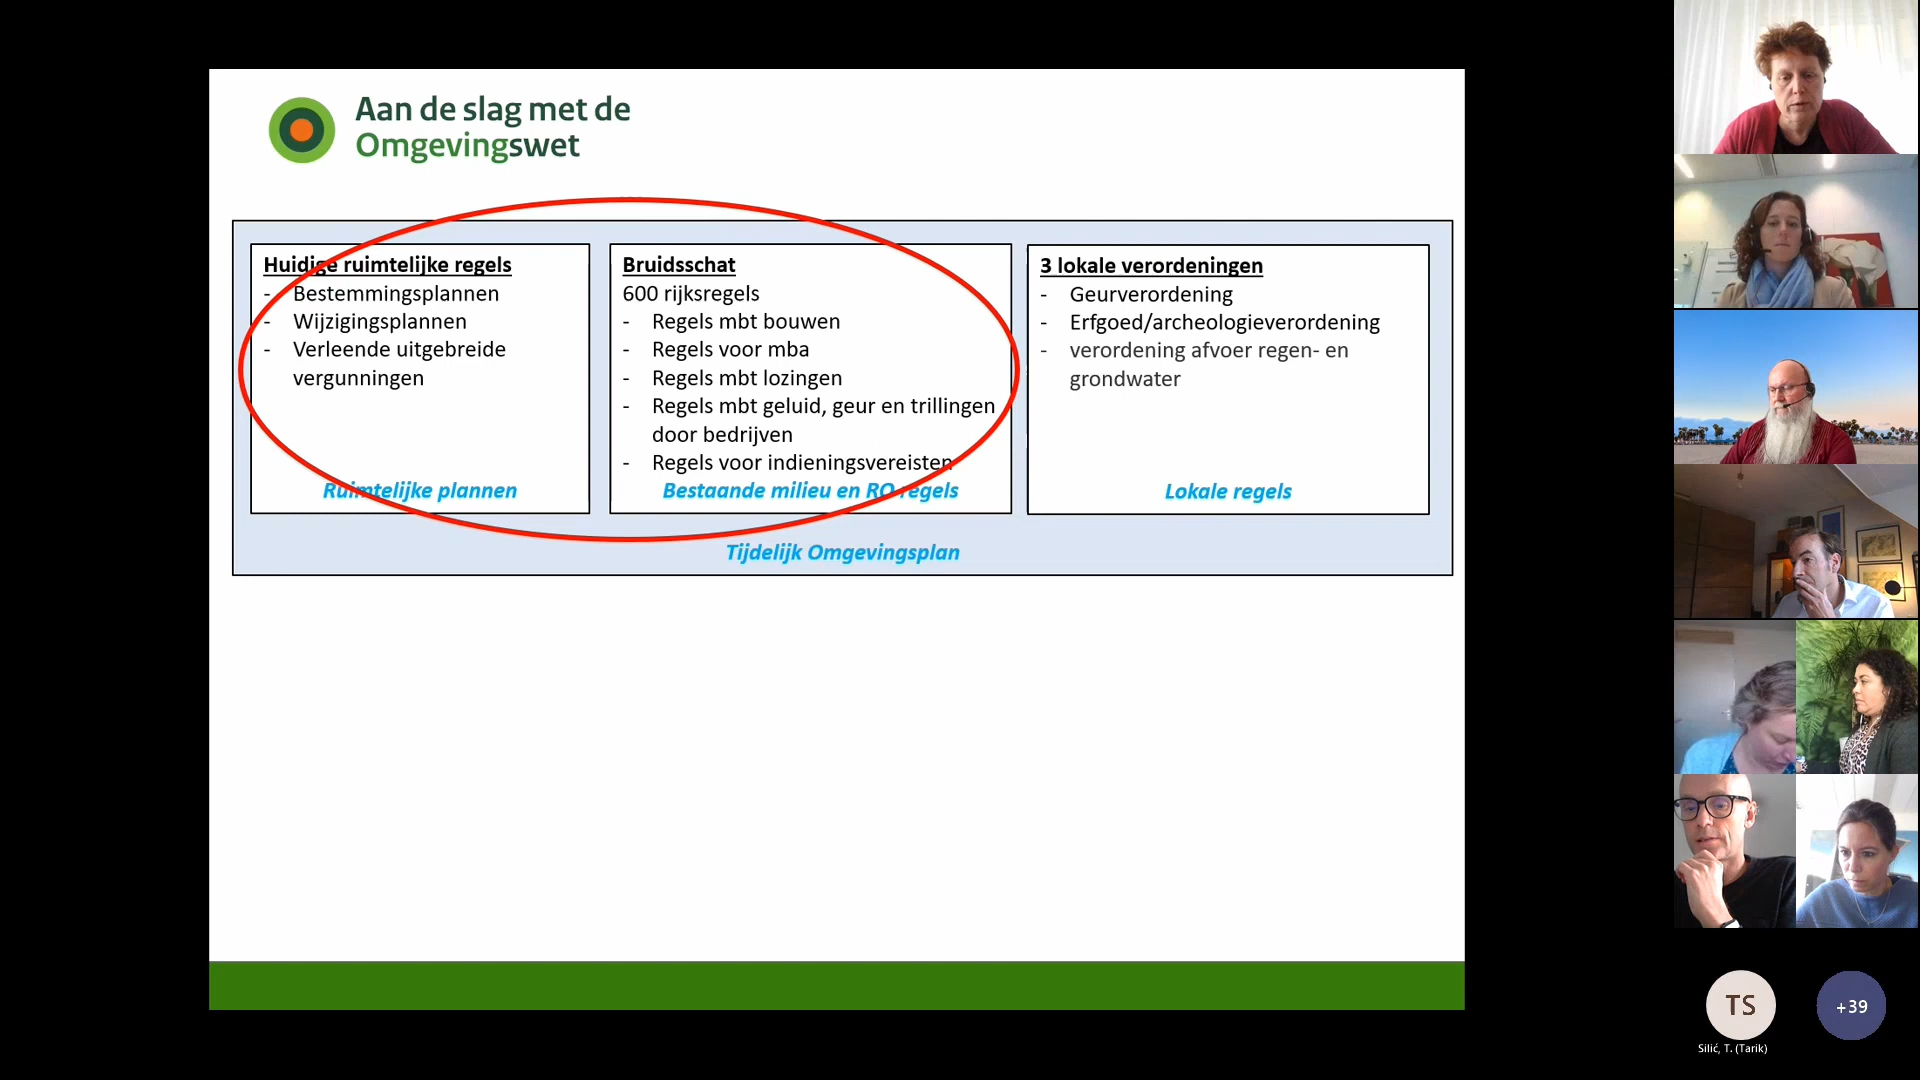 Aan de slag met de
Omgevingswet
Huidige ruimtelijke regels
- Bestemmingsplannen
- Wijzigingsplannen
- Verleende uitgebreide
vergunningen
Ruimtelijke plannen
Bruidsschat
600 rijksregels
- Regels mbt bouwen
- Regels voor mba
- Regels mbt lozingen
- Regels mbt geluid, geur en trillingen
door bedrijven
- Regels voor indieningsvereisten
Bestaande milieu en RO regels
3 lokale verordeningen
- Geurverordening
- Erfgoed/archeologieverordening
- verordening afvoer regen- en
grondwater
Lokale regels
Tijdelijk Omgevingsplan
TS
+39
Silić, T. (Tarik)